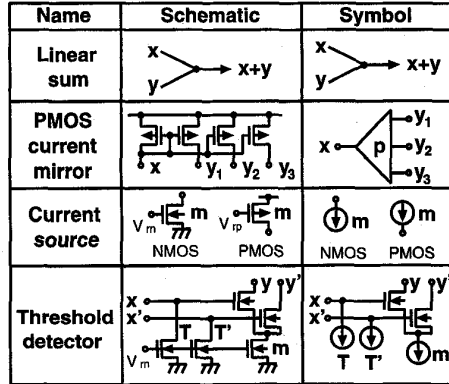 Name Schematic Symbol
Linear sum
x
y
x+y
x
y
x+y
PMOS current mirror
x y1 y2 y3
x p y1
y2
y3
Current source
Vrn m
NMOS
Vrp m
PMOS
m
NMOS
m
PMOS
Threshold detector
y y'
x
x'
T T'
Vrn m
y y'
x
x'
T T' m